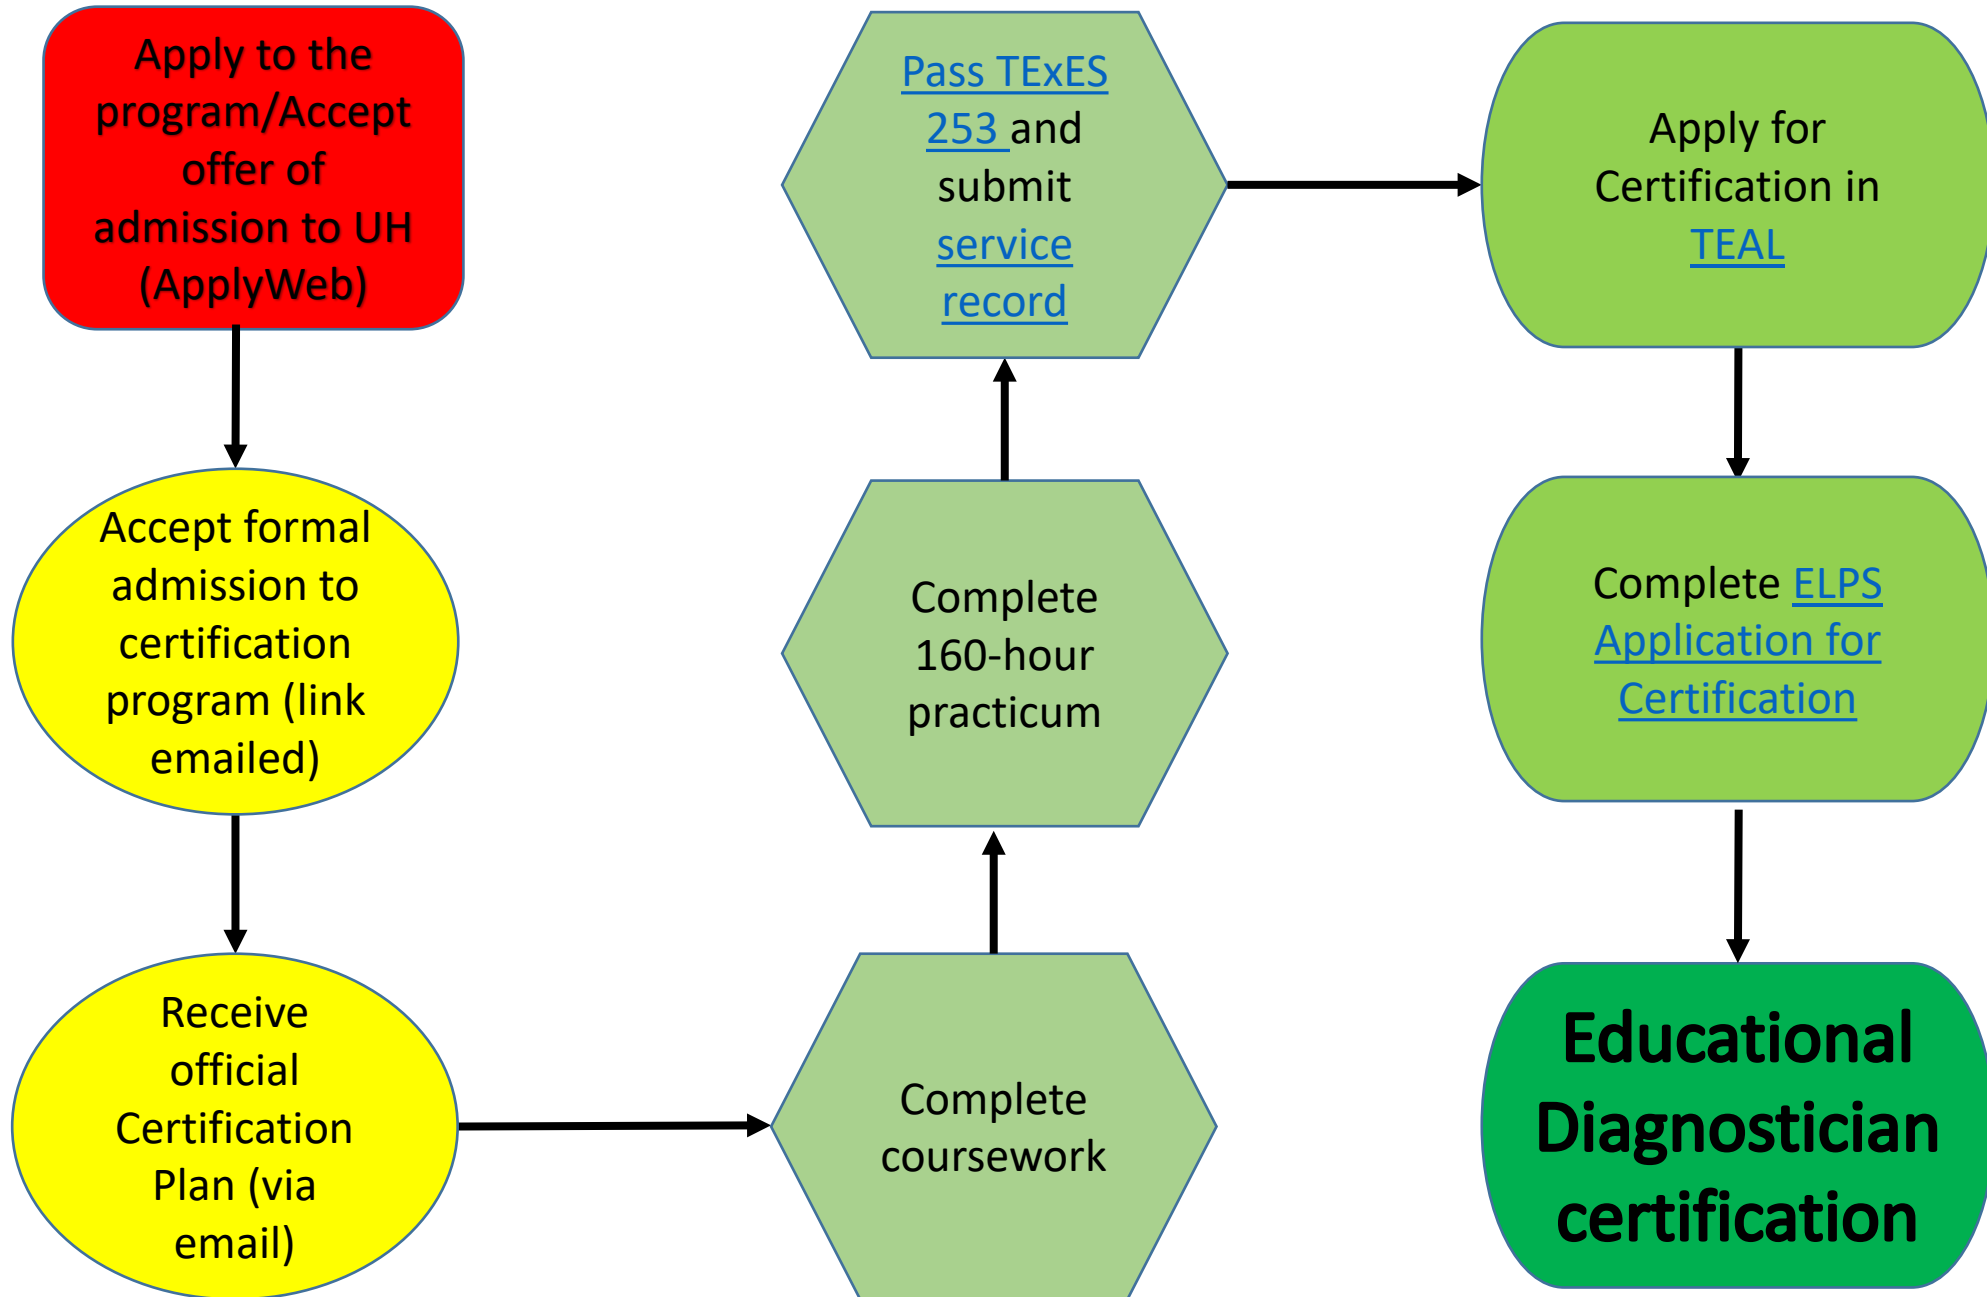 Apply to the
program/Accept
offer of
admission to UH
(ApplyWeb)
Accept formal
admission to
certification
program (link
emailed)
Receive
official
Certification
Plan (via
email)
Complete
coursework
Complete
160-hour
practicum
Pass TExES
253 and
submit
service
record
Apply for
Certification in
TEAL
Complete ELPS
Application for
Certification
Educational
Diagnostician
certification